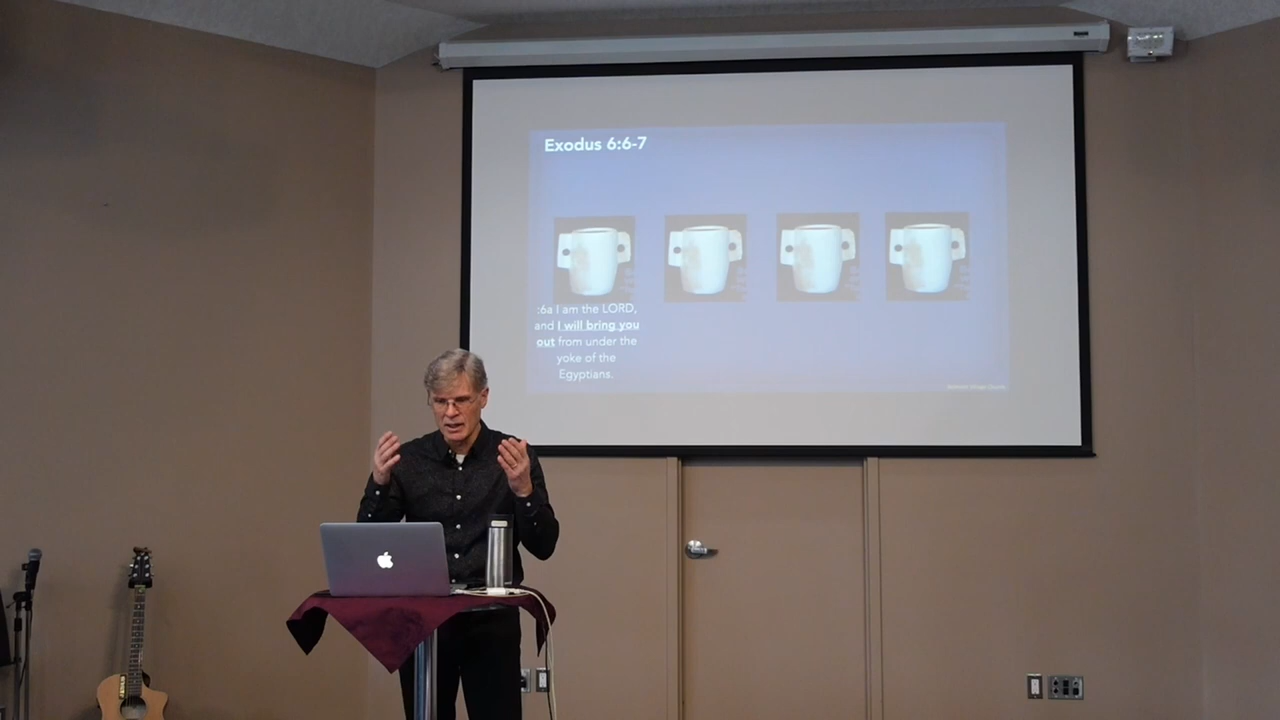 Exodus 6:6-7
:6a I am the LORD,
and I will bring you
out from under the
yoke of the
Egyptians.